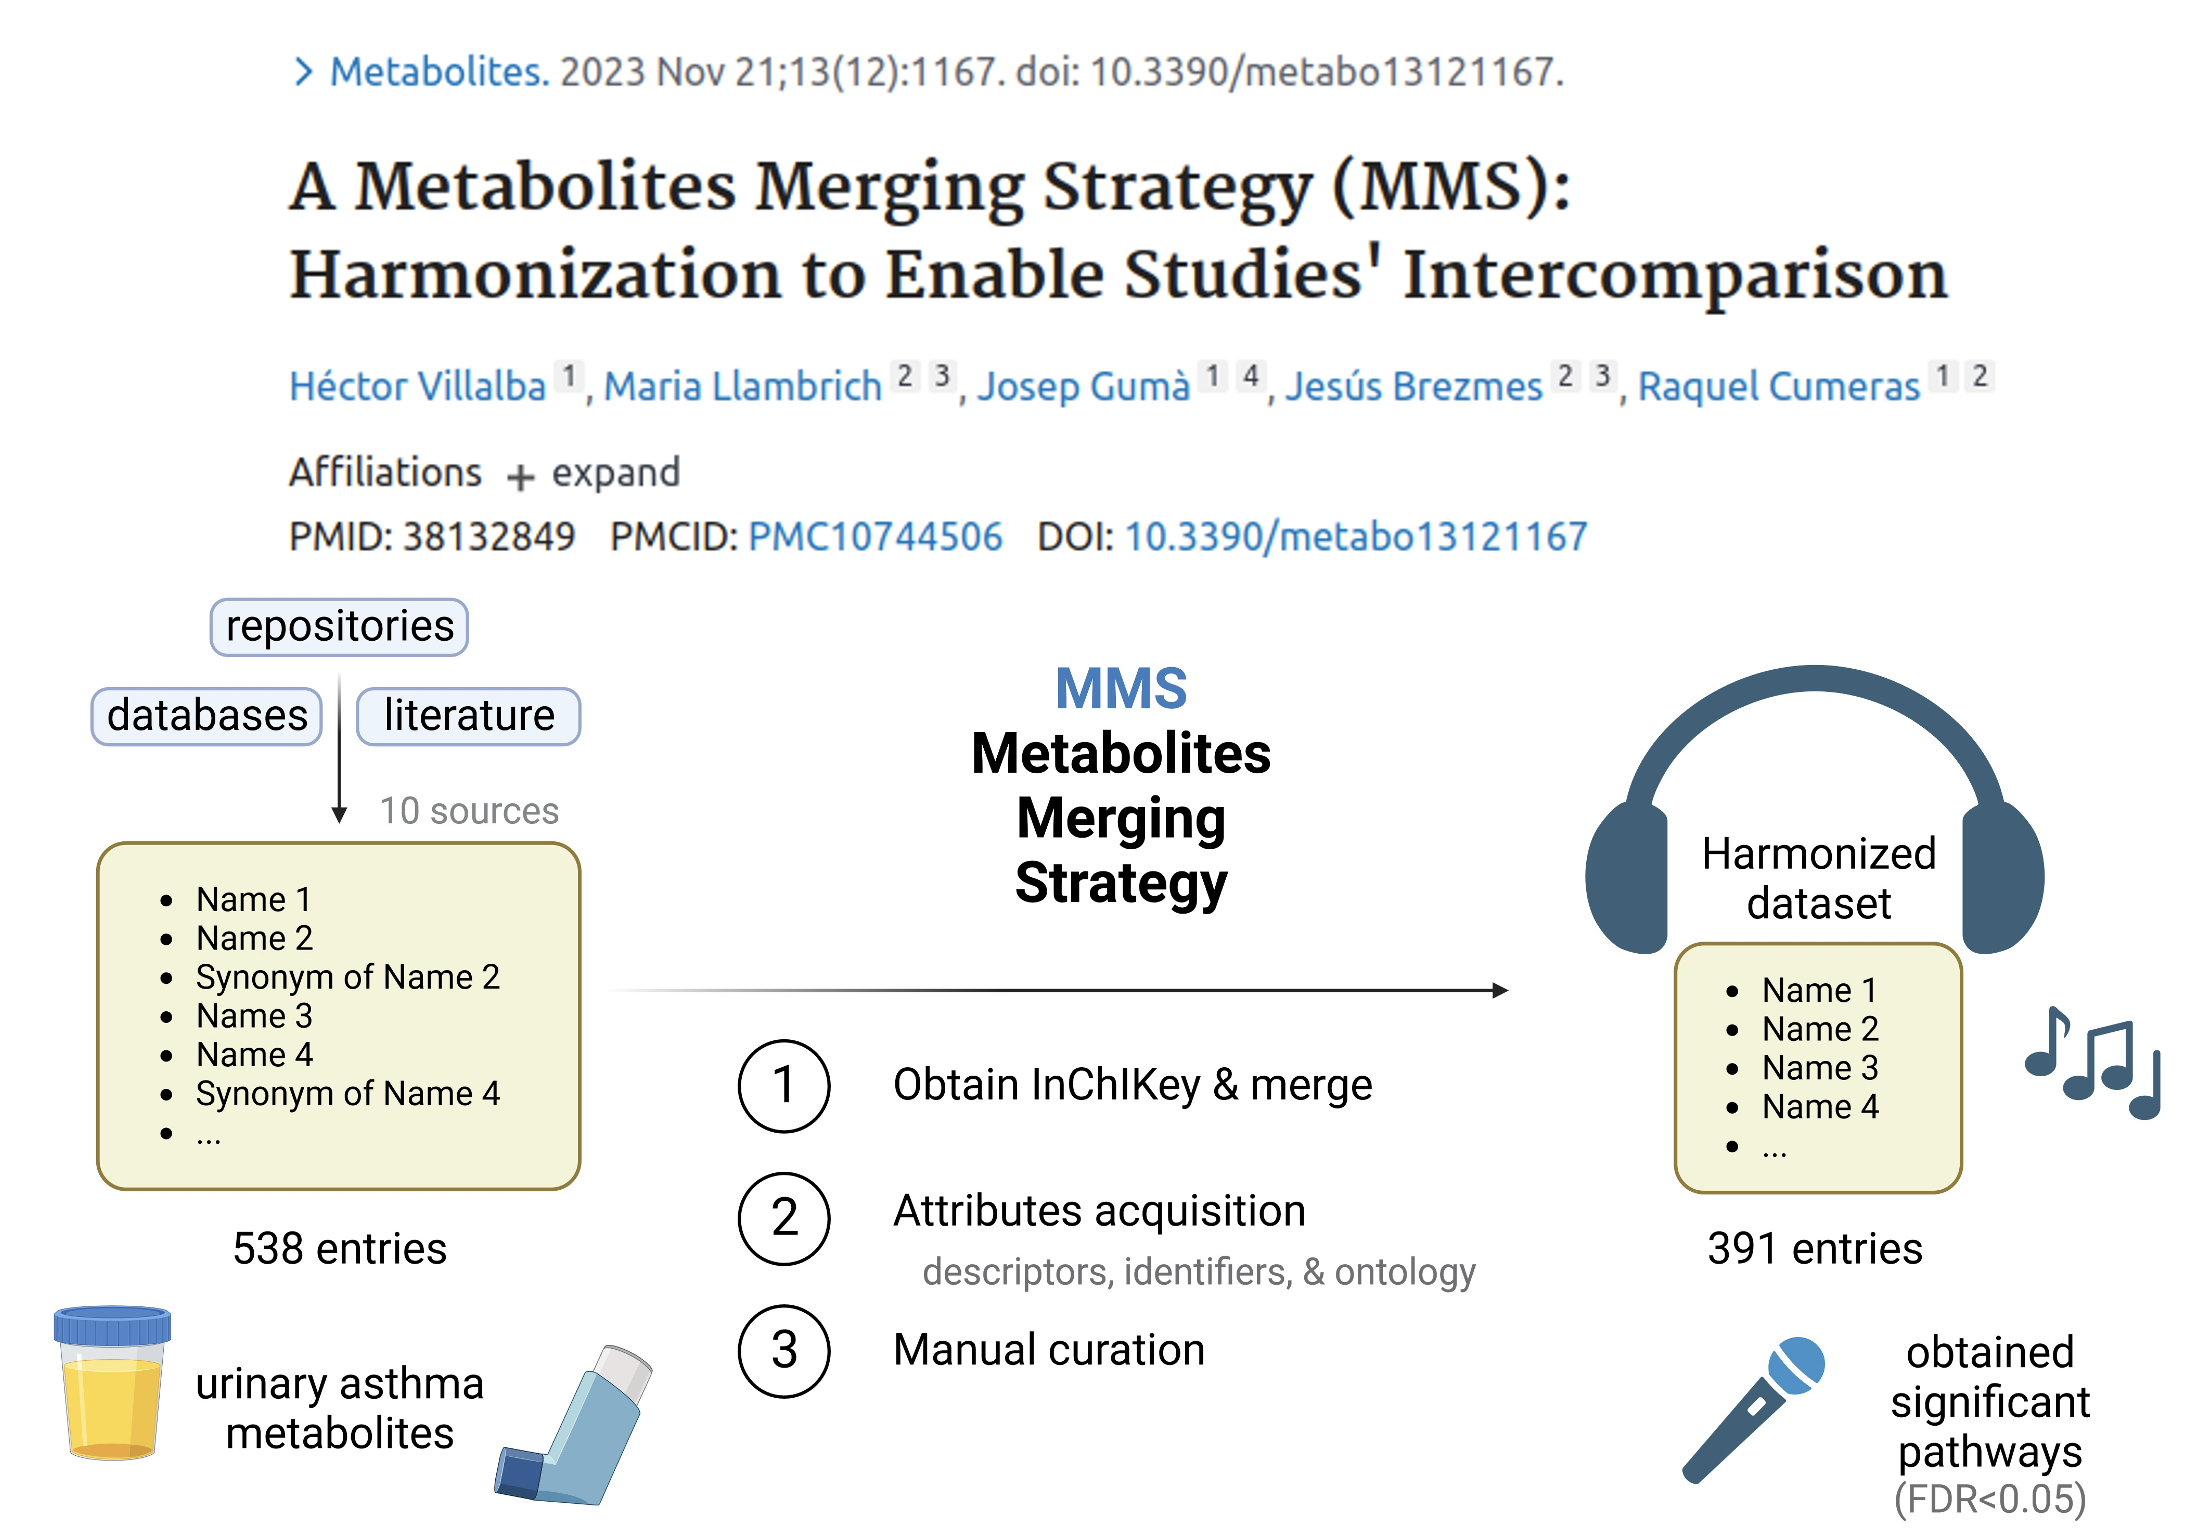 > Metabolites. 2023 Nov 21;13(12):1167. doi: 10.3390/metabo13121167.
A Metabolites Merging Strategy (MMS):
Harmonization to Enable Studies' Intercomparison
Héctor Villalba 1, Maria Llambrich 2 3, Josep Gumà 1 4, Jesús Brezmes 2 3, Raquel Cumeras 1 2
Affiliations + expand
PMID: 38132849 PMCID: PMC10744506 DOI: 10.3390/metabo13121167
repositories
databases
literature
10 sources
• Name 1
• Name 2
• Synonym of Name 2
• Name 3
• Name 4
• Synonym of Name 4
• ...
538 entries
urinary asthma
metabolites
MMS
Metabolites
Merging
Strategy
1 Obtain InChIKey & merge
2 Attributes acquisition
descriptors, identifiers, & ontology
3 Manual curation
Harmonized
dataset
• Name 1
• Name 2
• Name 3
• Name 4
• ...
391 entries
obtained
significant
pathways
(FDR<0.05)